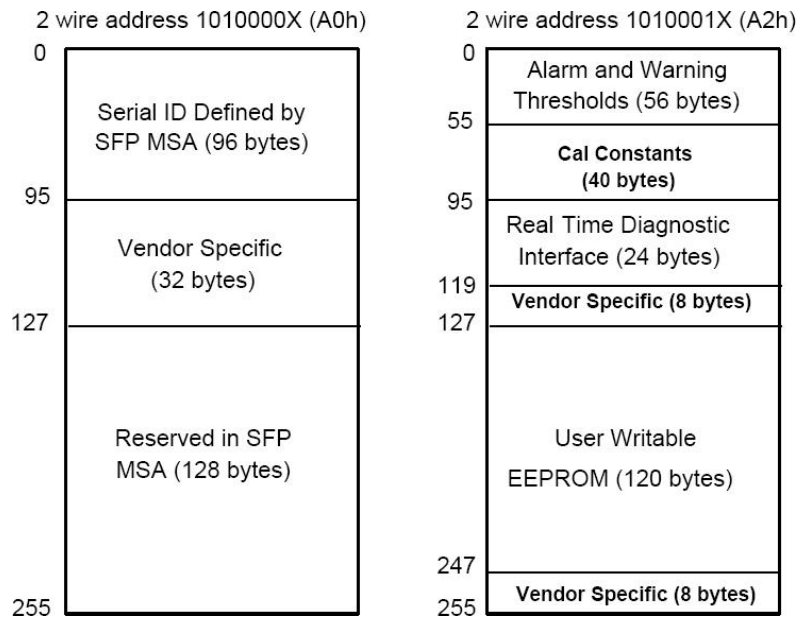 2 wire address 1010000X (A0h)
0
Serial ID Defined by
SFP MSA (96 bytes)
95
Vendor Specific
(32 bytes)
127
Reserved in SFP
MSA (128 bytes)
255
2 wire address 1010001X (A2h)
0
Alarm and Warning
Thresholds (56 bytes)
55
Cal Constants
(40 bytes)
95
Real Time Diagnostic
Interface (24 bytes)
119
Vendor Specific (8 bytes)
127
User Writable
EEPROM (120 bytes)
247
Vendor Specific (8 bytes)
255